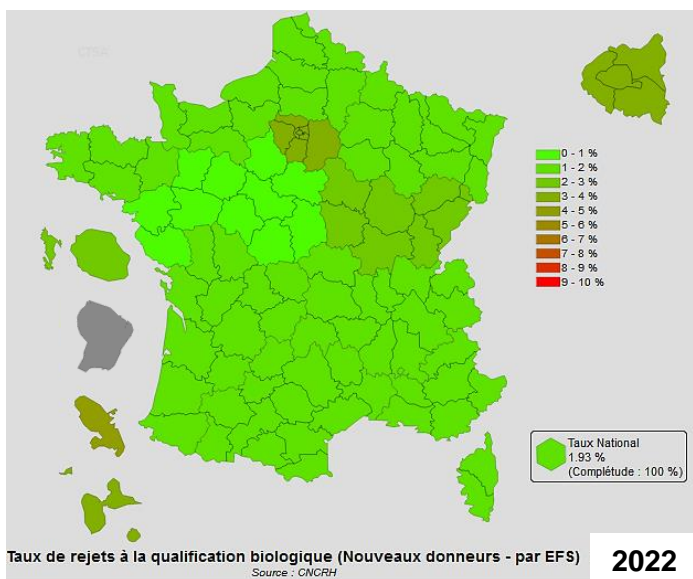 CTSA
0 - 1 %
1 - 2 %
2 - 3 %
3 - 4 %
4 - 5 %
5 - 6 %
6 - 7 %
7 - 8 %
8 - 9 %
9 - 10 %
Taux National
1.93 %
(Complétude : 100 %)
Taux de rejets à la qualification biologique (Nouveaux donneurs - par EFS)
Source : CNCRH
2022